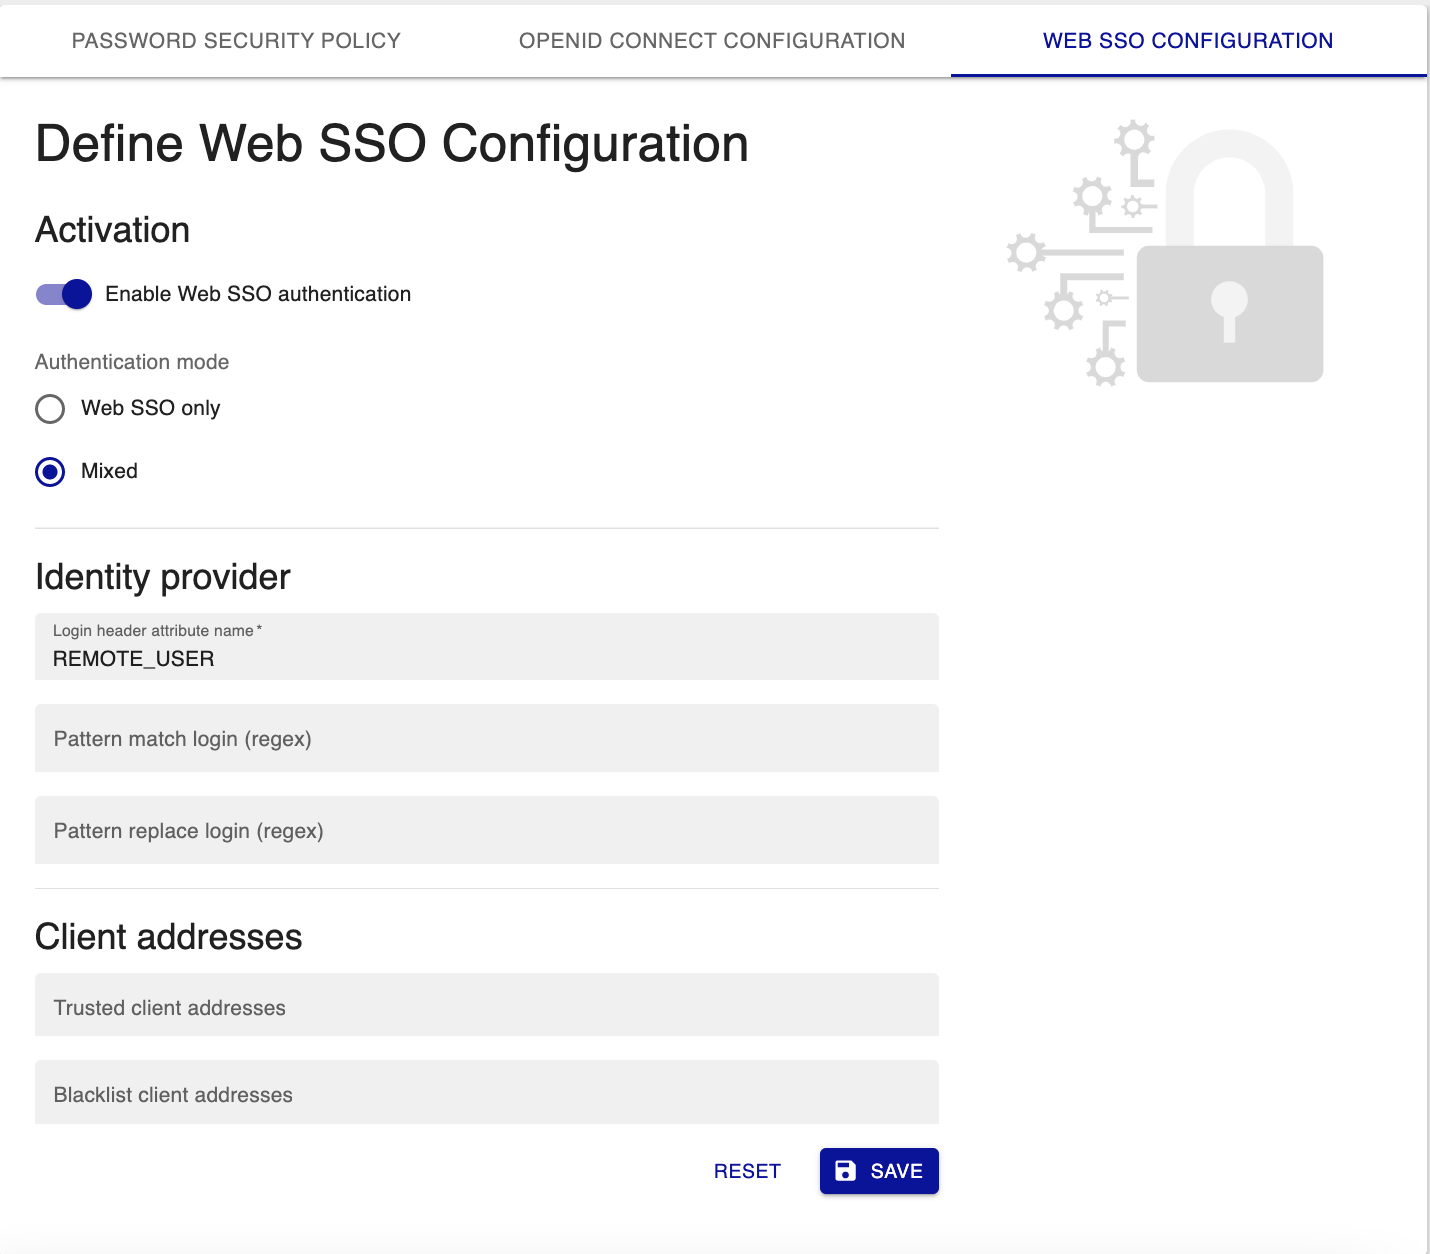 PASSWORD SECURITY POLICY
OPENID CONNECT CONFIGURATION
WEB SSO CONFIGURATION
Define Web SSO Configuration
Activation
Enable Web SSO authentication
Authentication mode
Web SSO only
Mixed
Identity provider
Login header attribute name *
REMOTE_USER
Pattern match login (regex)
Pattern replace login (regex)
Client addresses
Trusted client addresses
Blacklist client addresses
RESET
SAVE